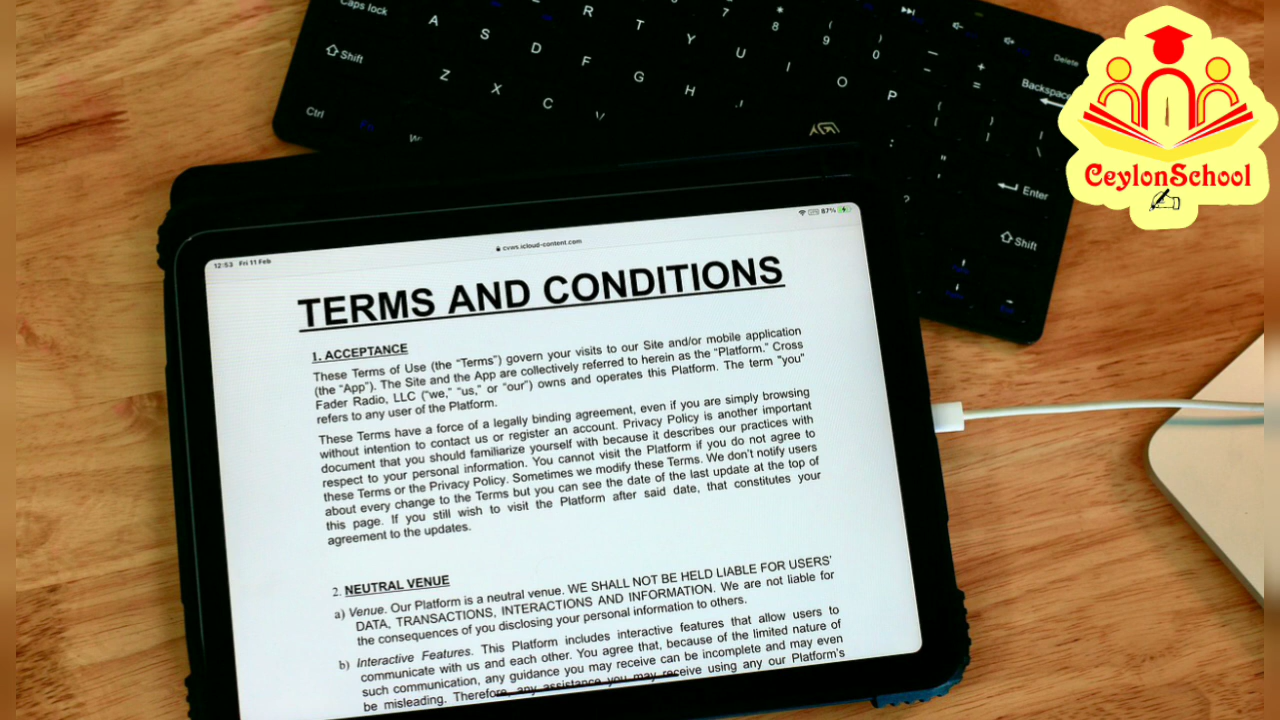 Caps lock
A S D F G H
R T Y U I O P
7 8 9 0
Delete
Backspace
Shift
Z X C V
Ctrl
Enter
Shift
CeylonSchool
12:53 Fri 11 Feb
cvws.icloud-content.com
87%
TERMS AND CONDITIONS
1. ACCEPTANCE
These Terms of Use (the “Terms”) govern your visits to our Site and/or mobile application
(the “App”). The Site and the App are collectively referred to herein as the “Platform.” Cross
Fader Radio, LLC (“we,” “us,” or “our”) owns and operates this Platform. The term "you"
refers to any user of the Platform.
These Terms have a force of a legally binding agreement, even if you are simply browsing
without intention to contact us or register an account. Privacy Policy is another important
document that you should familiarize yourself with because it describes our practices with
respect to your personal information. You cannot visit the Platform if you do not agree to
these Terms or the Privacy Policy. Sometimes we modify these Terms. We don’t notify users
about every change to the Terms but you can see the date of the last update at the top of
this page. If you still wish to visit the Platform after said date, that constitutes your
agreement to the updates.
2. NEUTRAL VENUE
a) Venue. Our Platform is a neutral venue. WE SHALL NOT BE HELD LIABLE FOR USERS’
DATA, TRANSACTIONS, INTERACTIONS AND INFORMATION. We are not liable for
the consequences of you disclosing your personal information to others.
b) Interactive Features. This Platform includes interactive features that allow users to
communicate with us and each other. You agree that, because of the limited nature of
such communication, any guidance you may receive can be incomplete and may even
be misleading. Therefore, any assistance you may receive using any our Platform’s